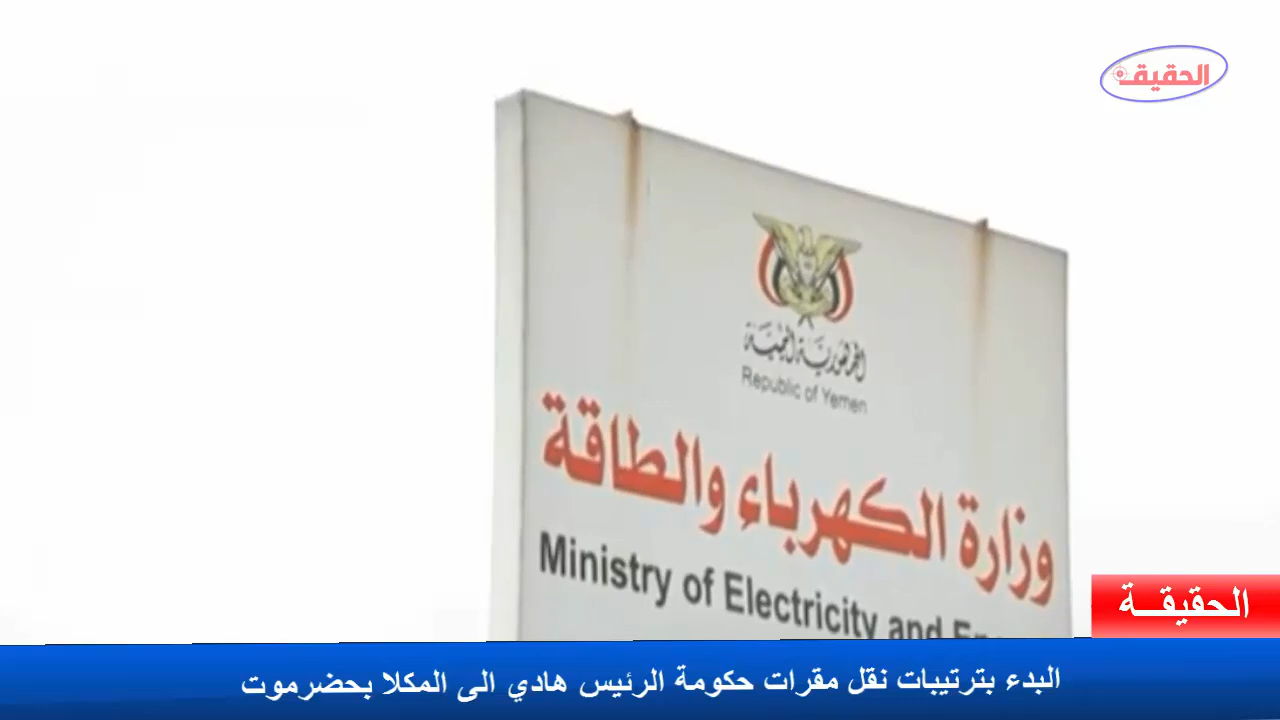 الحقيقة
الجمهورية اليمنية
Republic of Yemen
وزارة الكهرباء والطاقة
Ministry of Electricity and
الحقيقــة
البدء بترتيبات نقل مقرات حكومة الرئيس هادي الى المكلا بحضرموت